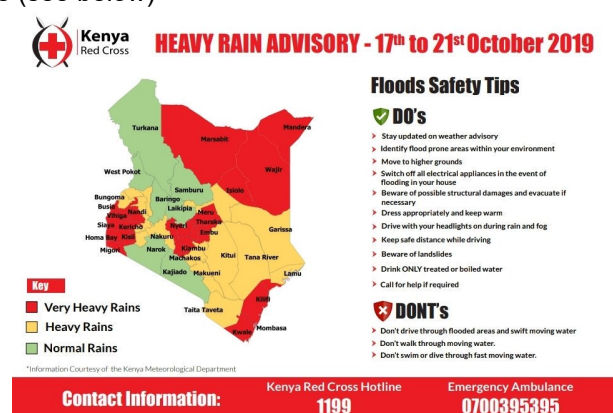 (see below)
Kenya
Red Cross
HEAVY RAIN ADVISORY - 17th to 21st October 2019
Turkana
Marsabit
Mandera
Wajir
West Pokot
Samburu
Isiolo
Bungoma
Baringo
Busia
Laikipia
Meru
Vihiga
Nandi
Tharaka
Siaya
Kericho
Nyeri
Embu
Garissa
Homa Bay
Kisii
Nakuru
Kiambu
Kitui
Migori
Narok
Machakos
Tana River
Kajiado
Makueni
Lamu
Taita Taveta
Kilifi
Kwale
Mombasa
Key
Very Heavy Rains
Heavy Rains
Normal Rains
*Information Courtesy of the Kenya Meteorological Department
Floods Safety Tips
DO's
Stay updated on weather advisory
Identify flood prone areas within your environment
Move to higher grounds
Switch off all electrical appliances in the event of
flooding in your house
Beware of possible structural damages and evacuate if
necessary
Dress appropriately and keep warm
Drive with your headlights on during rain and fog
Keep safe distance while driving
Beware of landslides
Drink ONLY treated or boiled water
Call for help if required
DONT's
Don't drive through flooded areas and swift moving water
Don't walk through moving water.
Don't swim or dive through fast moving water.
Contact Information:
Kenya Red Cross Hotline
1199
Emergency Ambulance
0700395395